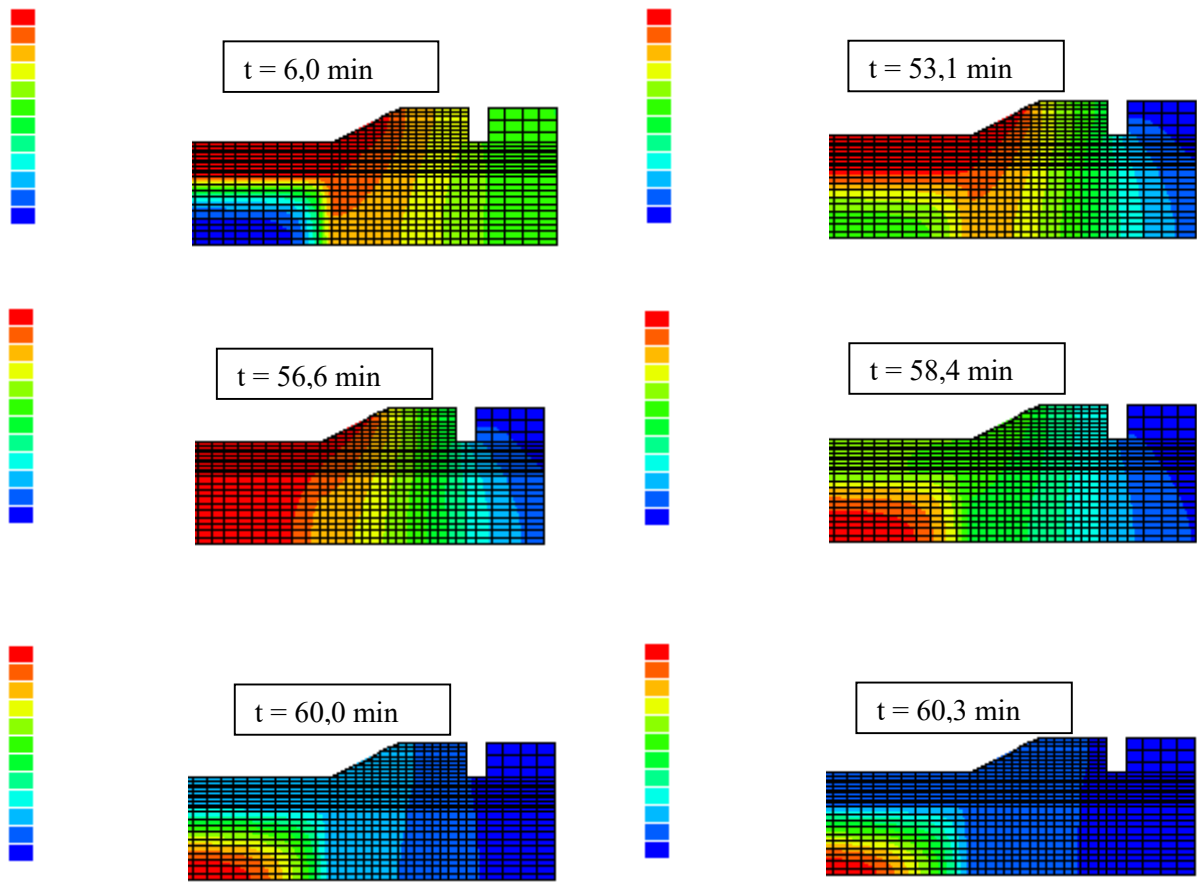 t = 6,0 min
t = 53,1 min
t = 56,6 min
t = 58,4 min
t = 60,0 min
t = 60,3 min